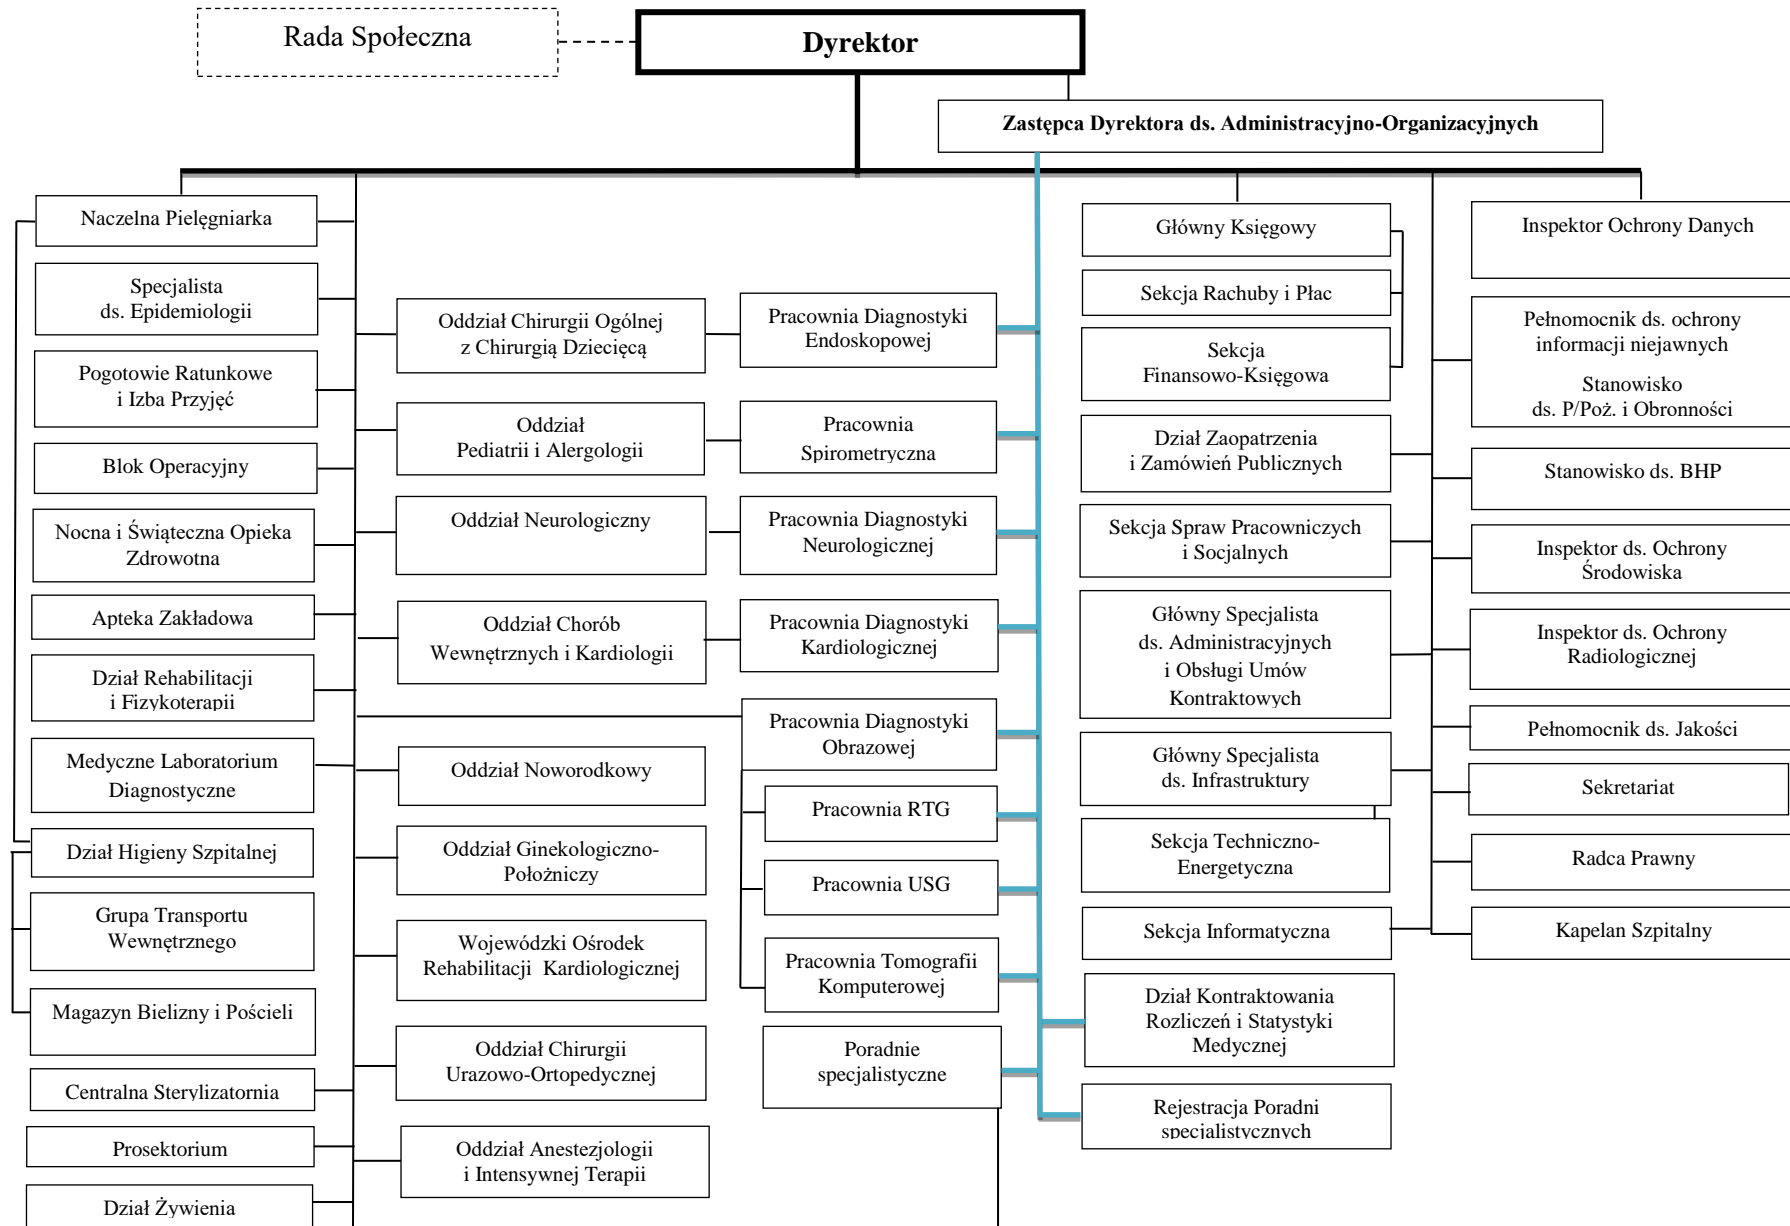 Rada Społeczna
Dyrektor
Zastępca Dyrektora ds. Administracyjno-Organizacyjnych
Naczelna Pielęgniarka
Specjalista
ds. Epidemiologii
Pogotowie Ratunkowe
i Izba Przyjęć
Blok Operacyjny
Nocna i Świąteczna Opieka
Zdrowotna
Apteka Zakładowa
Dział Rehabilitacji
i Fizykoterapii
Medyczne Laboratorium
Diagnostyczne
Dział Higieny Szpitalnej
Grupa Transportu
Wewnętrznego
Magazyn Bielizny i Pościeli
Centralna Sterylizatornia
Prosektorium
Dział Żywienia
Oddział Chirurgii Ogólnej
z Chirurgią Dziecięcą
Oddział
Pediatrii i Alergologii
Oddział Neurologiczny
Oddział Chorób
Wewnętrznych i Kardiologii
Oddział Noworodkowy
Oddział Ginekologiczno-
Położniczy
Wojewódzki Ośrodek
Rehabilitacji Kardiologicznej
Oddział Chirurgii
Urazowo-Ortopedycznej
Oddział Anestezjologii
i Intensywnej Terapii
Pracownia Diagnostyki
Endoskopowej
Pracownia
Spirometryczna
Pracownia Diagnostyki
Neurologicznej
Pracownia Diagnostyki
Kardiologicznej
Pracownia Diagnostyki
Obrazowej
Pracownia RTG
Pracownia USG
Pracownia Tomografii
Komputerowej
Poradnie
specjalistyczne
Główny Księgowy
Sekcja Rachuby i Płac
Sekcja
Finansowo-Księgowa
Dział Zaopatrzenia
i Zamówień Publicznych
Sekcja Spraw Pracowniczych
i Socjalnych
Główny Specjalista
ds. Administracyjnych
i Obsługi Umów
Kontraktowych
Główny Specjalista
ds. Infrastruktury
Sekcja Techniczno-
Energetyczna
Sekcja Informatyczna
Dział Kontraktowania
Rozliczeń i Statystyki
Medycznej
Rejestracja Poradni
specjalistycznych
Inspektor Ochrony Danych
Pełnomocnik ds. ochrony
informacji niejawnych
Stanowisko
ds. P/Poż. i Obronności
Stanowisko ds. BHP
Inspektor ds. Ochrony
Środowiska
Inspektor ds. Ochrony
Radiologicznej
Pełnomocnik ds. Jakości
Sekretariat
Radca Prawny
Kapelan Szpitalny